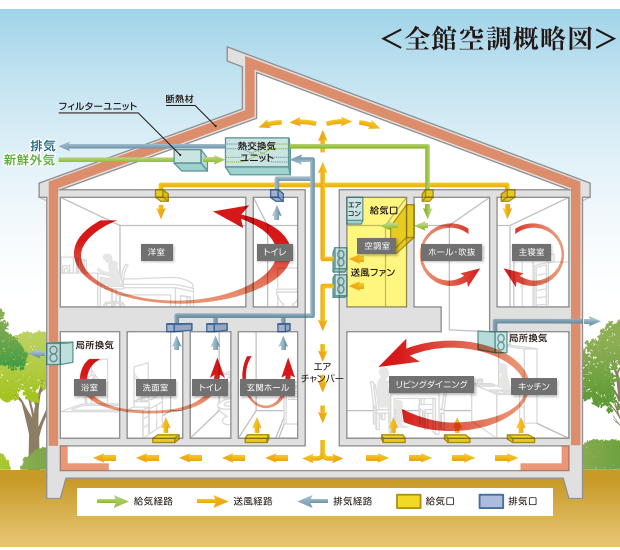 ＜全館空調概略図＞
断熱材
フィルターユニット
排気
新鮮外気
熱交換気
ユニット
エア
コン
給気口
洋室
トイレ
空調室
ホール・吹抜
主寝室
送風ファン
局所換気
局所換気
エア
チャンバー
浴室
洗面室
トイレ
玄関ホール
リビングダイニング
キッチン
給気経路
送風経路
排気経路
給気口
排気口